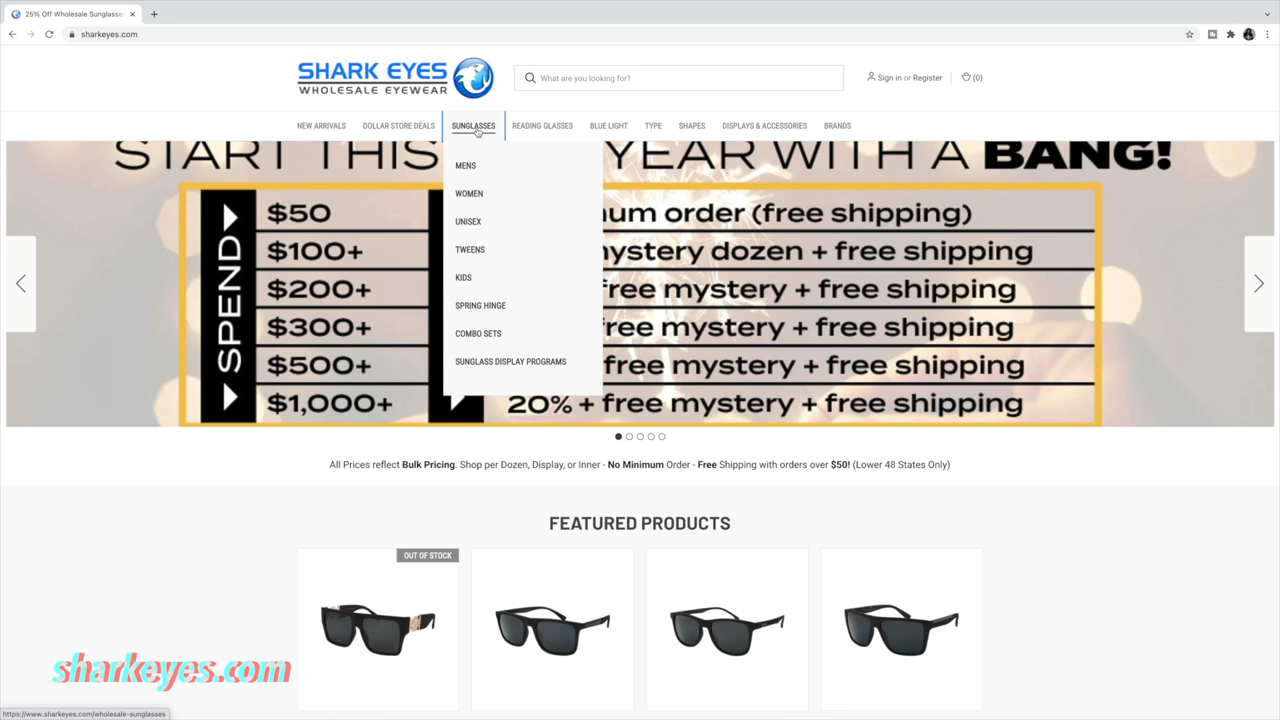 25% Off Wholesale Sunglasses
sharkeyes.com
SHARK EYES
WHOLESALE EYEWEAR
What are you looking for?
Sign in or Register
(0)
NEW ARRIVALS
DOLLAR STORE DEALS
SUNGLASSES
READING GLASSES
BLUE LIGHT
TYPE
SHAPES
DISPLAYS & ACCESSORIES
BRANDS
MENS
WOMEN
UNISEX
TWEENS
KIDS
SPRING HINGE
COMBO SETS
SUNGLASS DISPLAY PROGRAMS
START THIS YEAR WITH A BANG!
SPEND
$50 order (free shipping)
$100+ dozen + free shipping
$200+ free mystery + free shipping
$300+ free mystery + free shipping
$500+ free mystery + free shipping
$1,000+ 20% + free mystery + free shipping
All Prices reflect Bulk Pricing. Shop per Dozen, Display, or Inner - No Minimum Order - Free Shipping with orders over $50! (Lower 48 States Only)
FEATURED PRODUCTS
OUT OF STOCK
sharkeyes.com
https://www.sharkeyes.com/wholesale-sunglasses